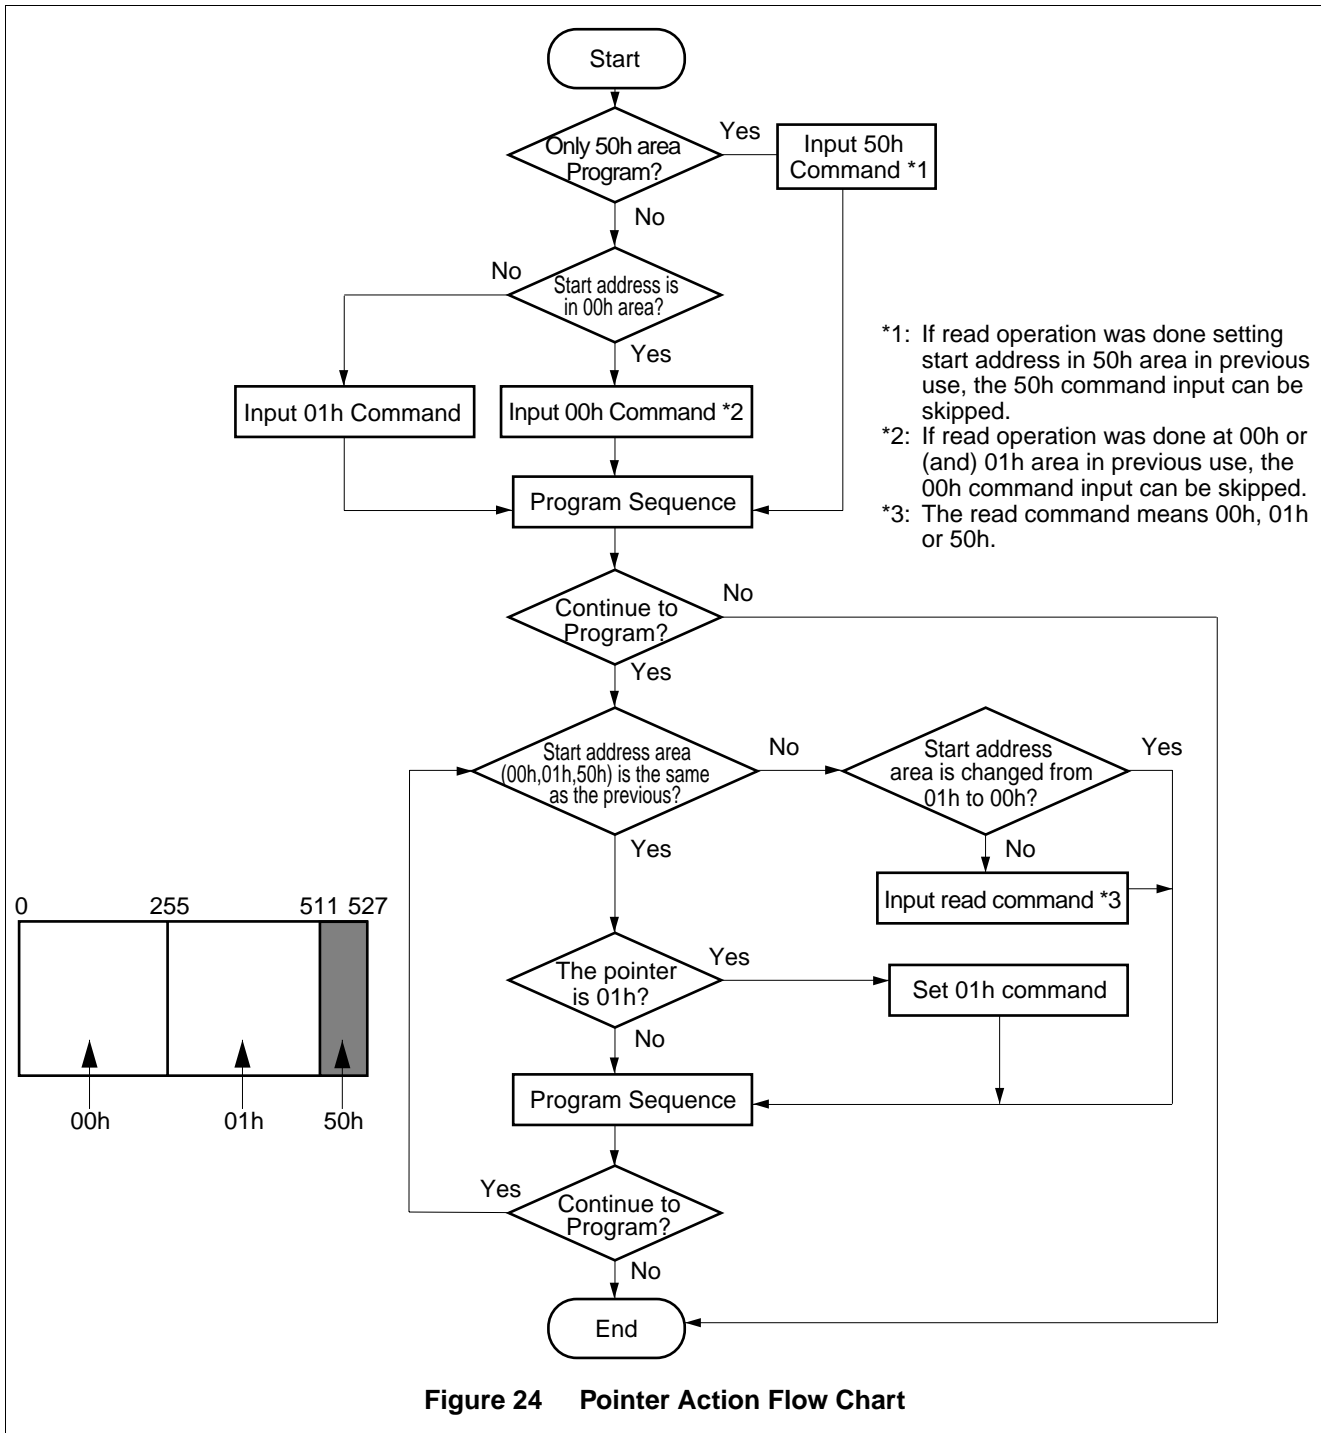 Start
Only 50h area
Program?
Yes
Input 50h
Command *1
No
No
Start address is
in 00h area?
Yes
Input 01h Command
Input 00h Command *2
*1: If read operation was done setting
start address in 50h area in previous
use, the 50h command input can be
skipped.
*2: If read operation was done at 00h or
(and) 01h area in previous use, the
00h command input can be skipped.
*3: The read command means 00h, 01h
or 50h.
Program Sequence
Continue to
Program?
No
Yes
Start address area
(00h,01h,50h) is the same
as the previous?
No
Start address
area is changed from
01h to 00h?
Yes
Yes
No
Input read command *3
0 255 511 527
00h 01h 50h
The pointer
is 01h?
Yes
Set 01h command
No
Program Sequence
Yes
Continue to
Program?
No
End
Figure 24 Pointer Action Flow Chart